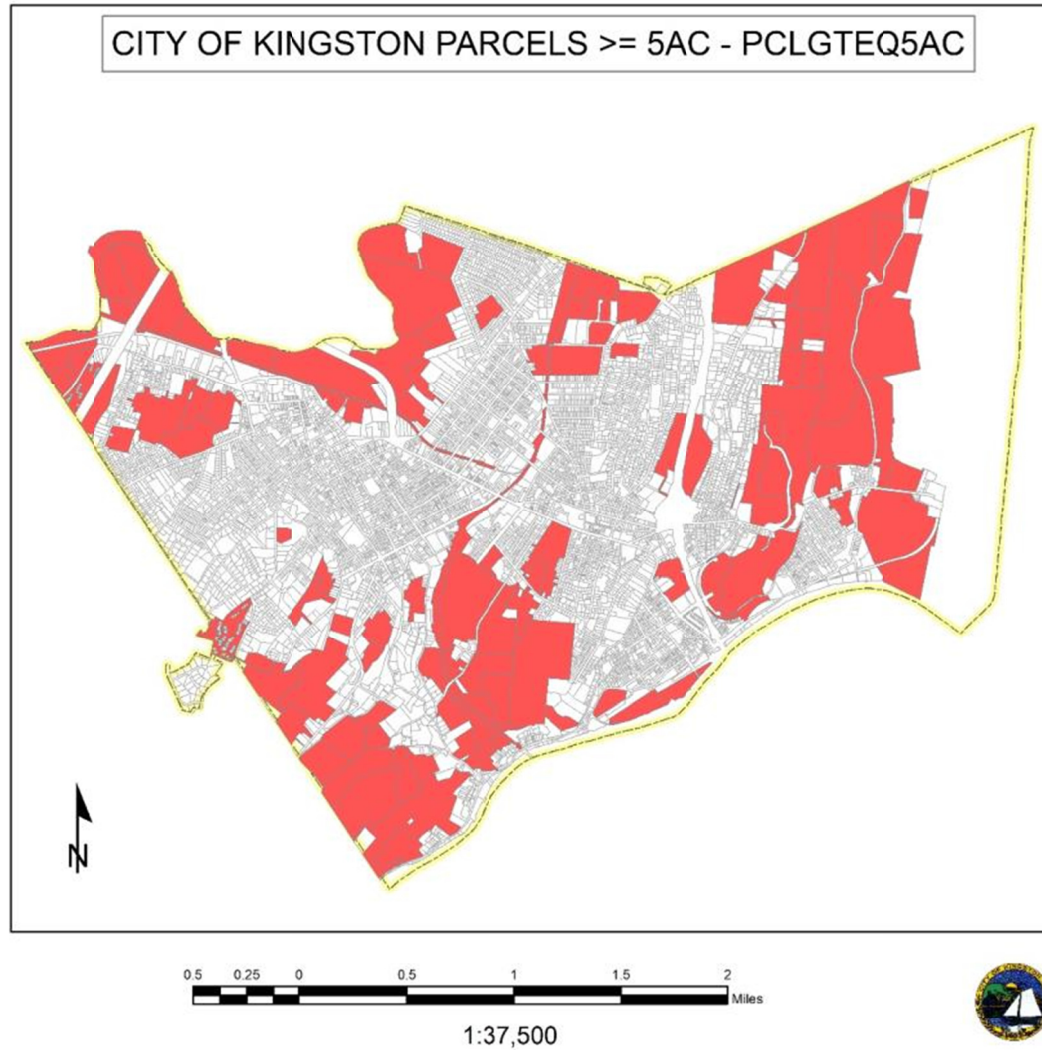 CITY OF KINGSTON PARCELS >= 5AC - PCLGTEQ5AC
N
0.5 0.25 0 0.5 1 1.5 2
Miles
1:37,500